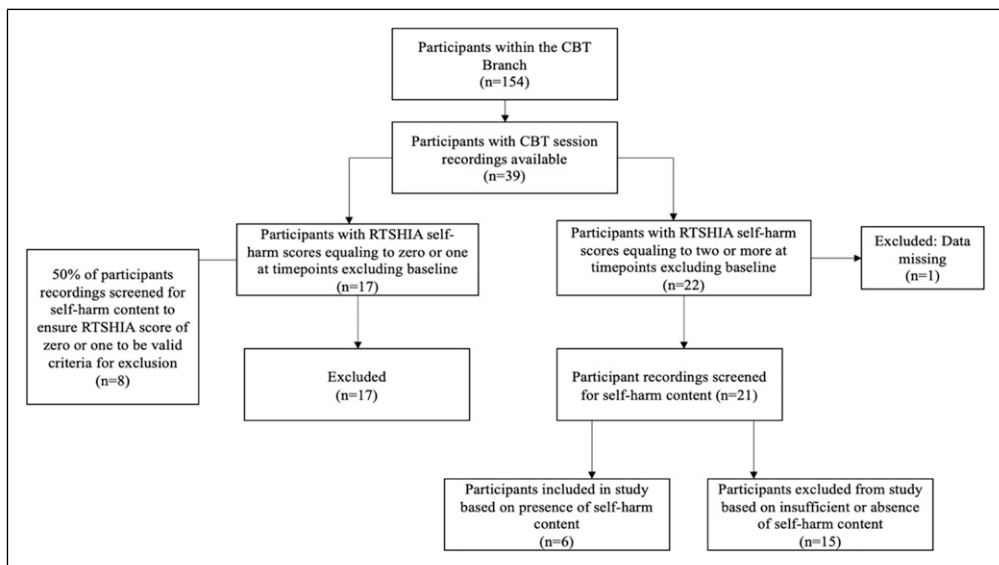 Participants within the CBT
Branch
(n=154)
Participants with CBT session
recordings available
(n=39)
Participants with RTSHIA self-
harm scores equaling to zero or one
at timepoints excluding baseline
(n=17)
Participants with RTSHIA self-harm
scores equaling to two or more at
timepoints excluding baseline
(n=22)
Excluded: Data
missing
(n=1)
50% of participants
recordings screened for
self-harm content to
ensure RTSHIA score of
zero or one to be valid
criteria for exclusion
(n=8)
Excluded
(n=17)
Participant recordings screened
for self-harm content (n=21)
Participants included in study
based on presence of self-harm
content
(n=6)
Participants excluded from study
based on insufficient or absence
of self-harm content
(n=15)